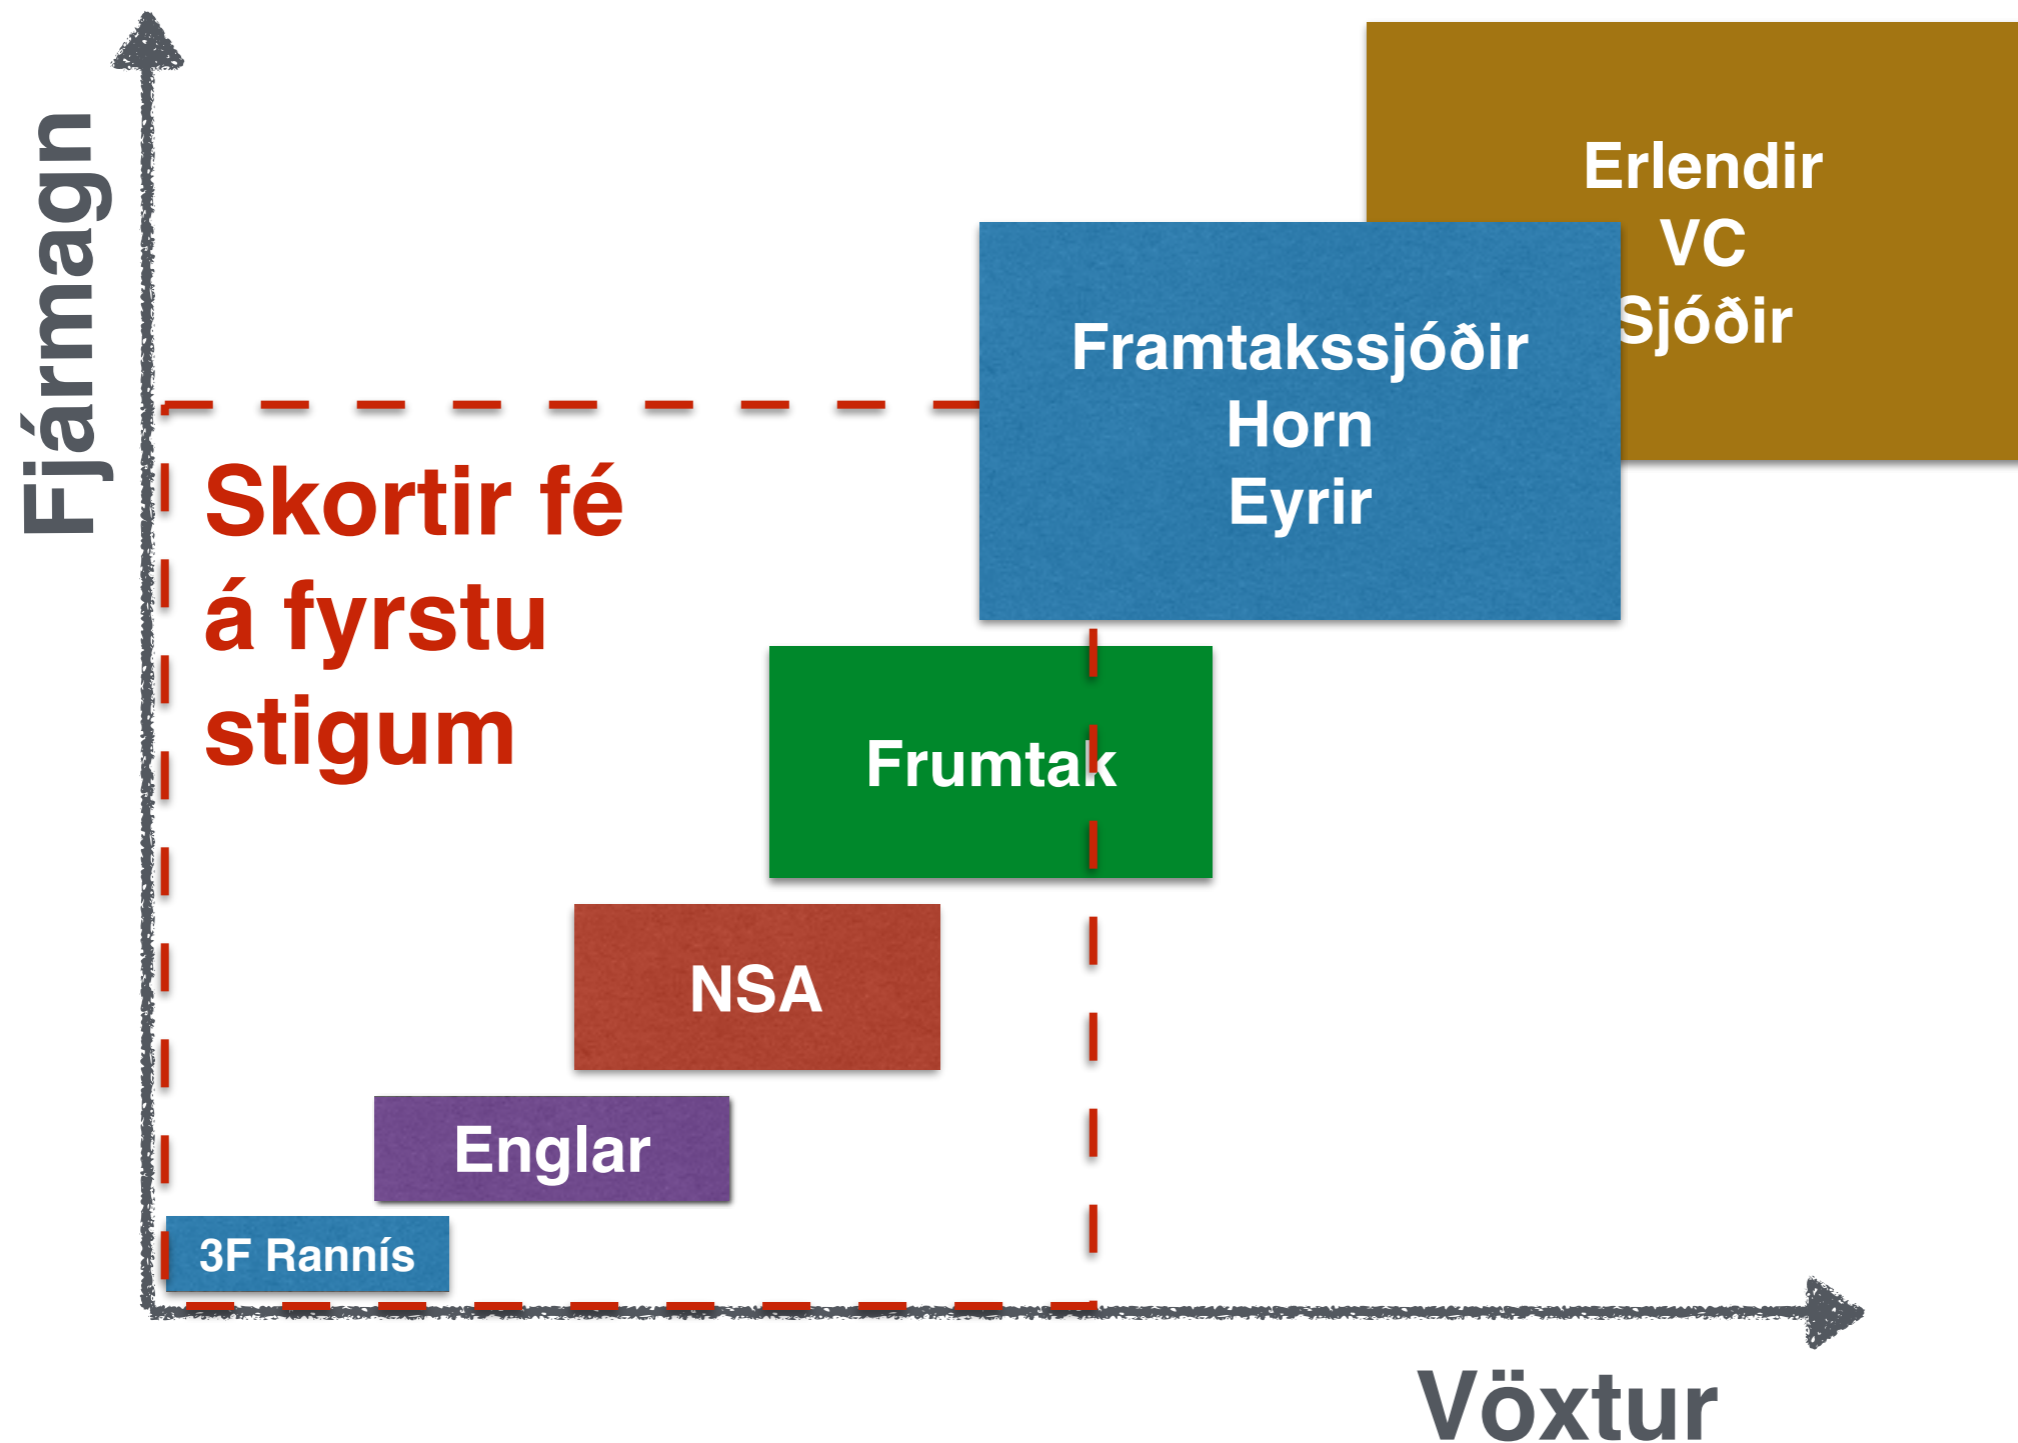 Fjármagn
Erlendir
VC
Sjóðir
Framtakssjóðir
Horn
Eyrir
Skortir fé
á fyrstu
stigum
Frumtak
NSA
Englar
3F Rannís
Vöxtur